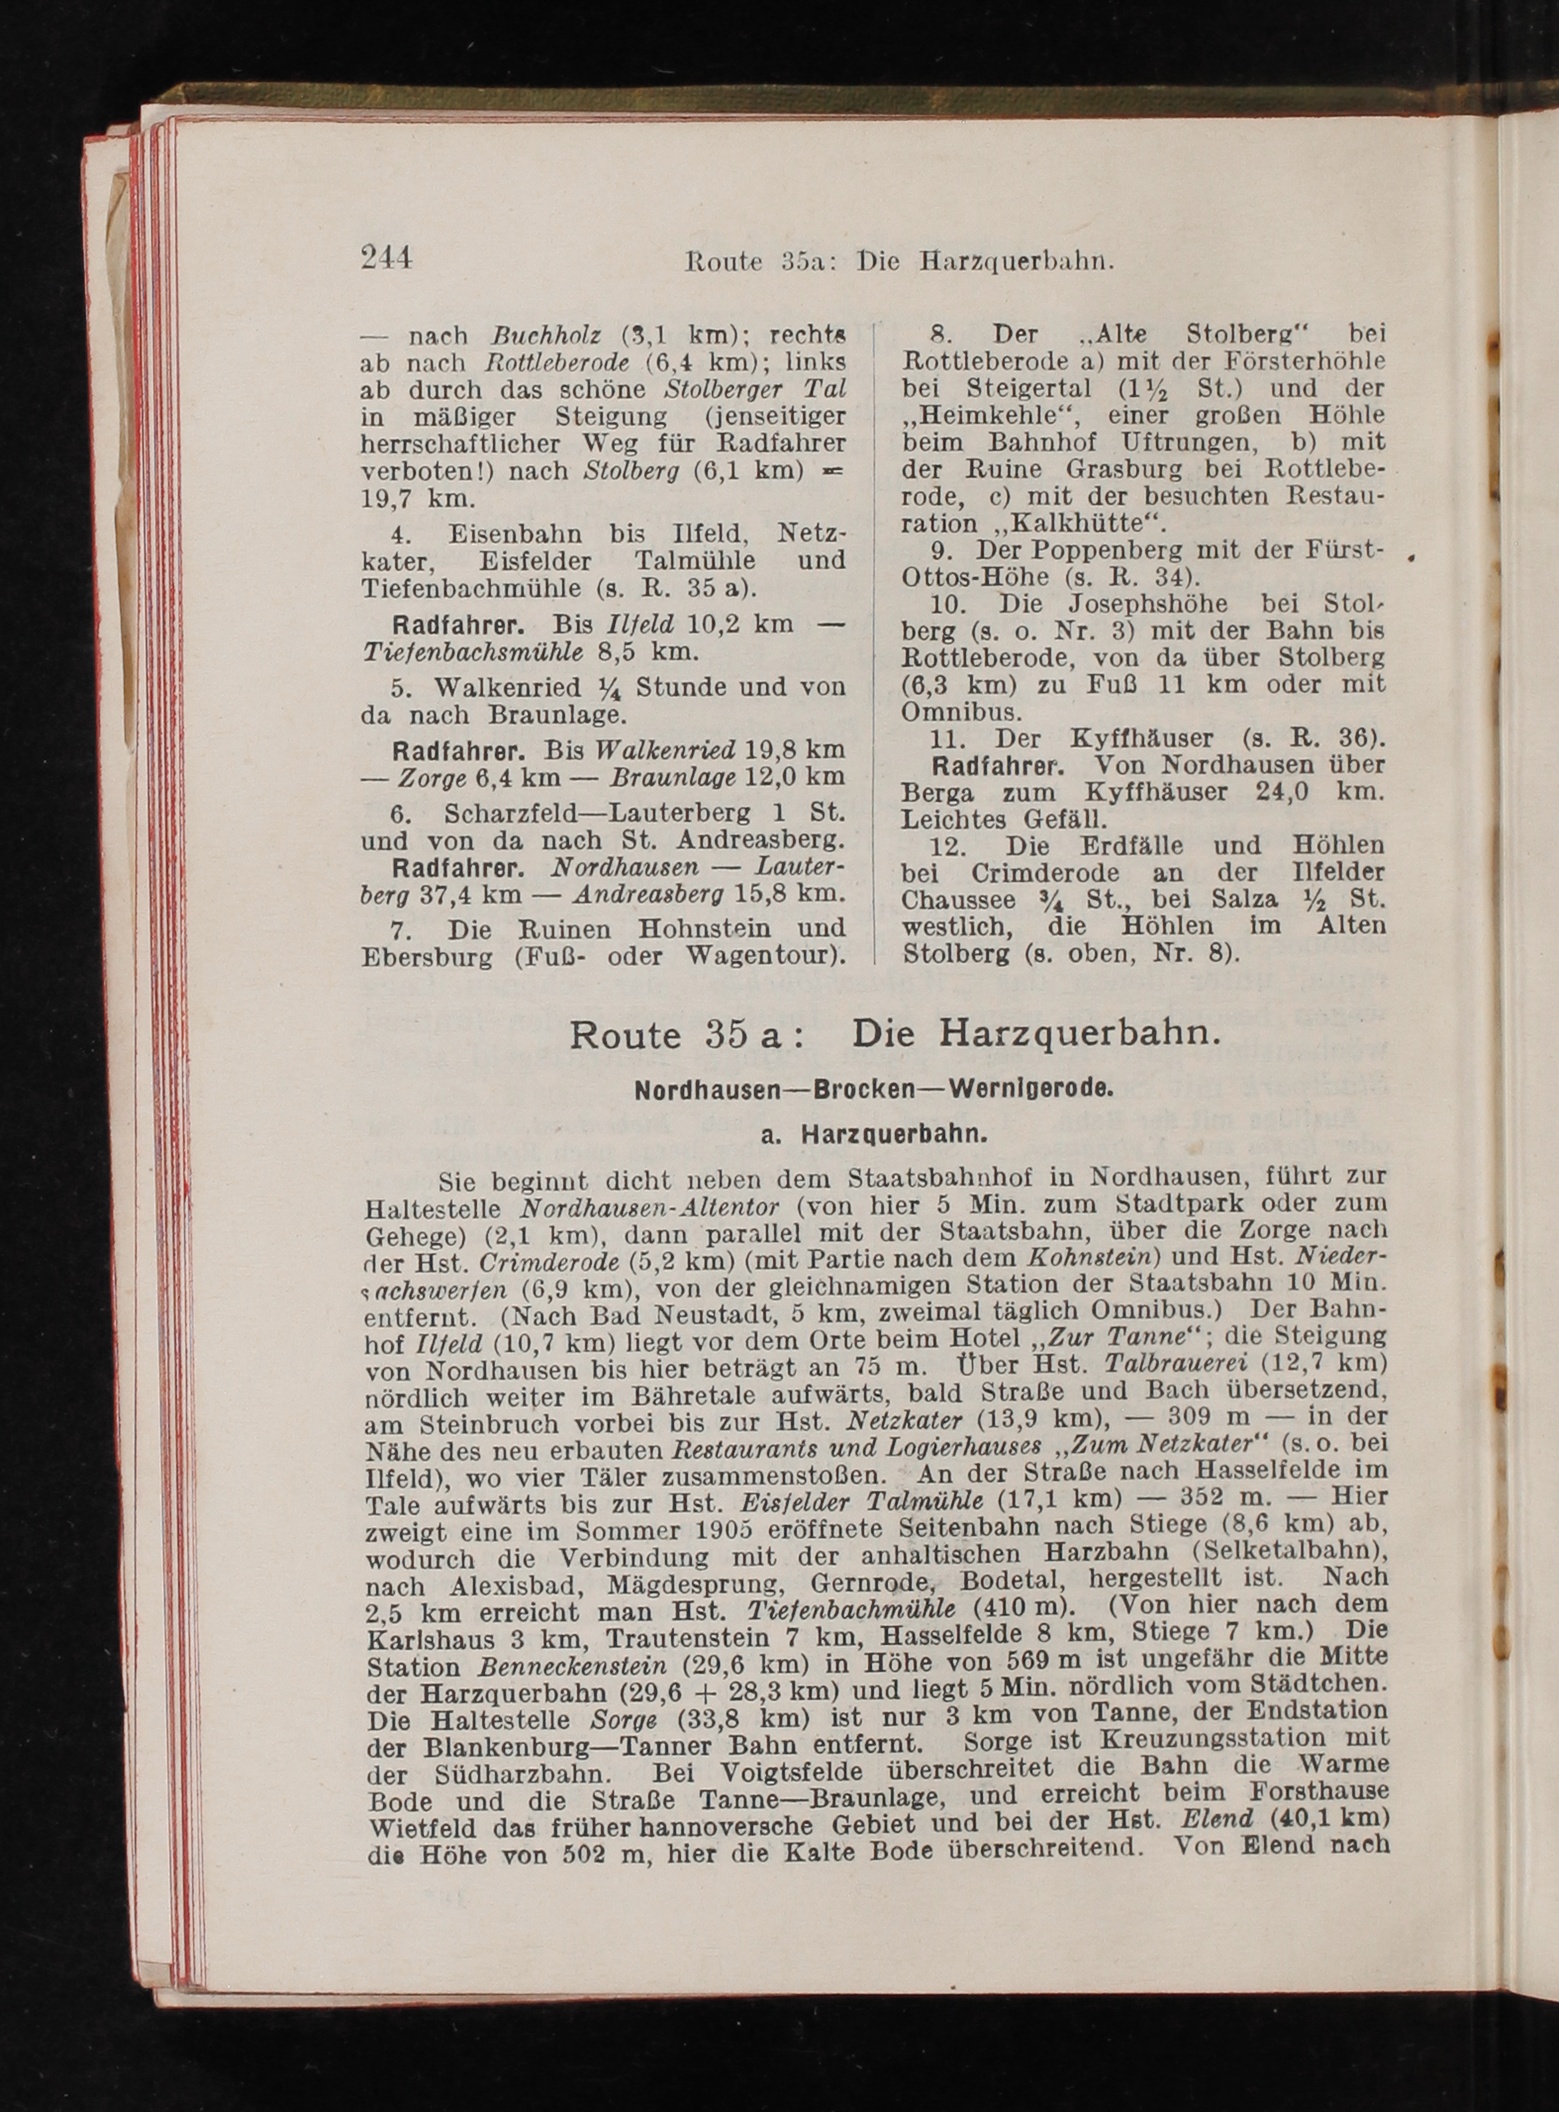 244
Route 35a: Die Harzquerbahn.
— nach Buchholz (3,1 km); rechts
ab nach Rottleberode (6,4 km); links
ab durch das schöne Stolberger Tal
in mäßiger Steigung (jenseitiger
herrschaftlicher Weg für Radfahrer
verboten!) nach Stolberg (6,1 km) =
19,7 km.
4. Eisenbahn bis Ilfeld, Netz-
kater, Eisfelder Talmühle und
Tiefenbachmühle (s. R. 35 a).
Radfahrer. Bis Ilfeld 10,2 km —
Tiefenbachsmühle 8,5 km.
5. Walkenried ¼ Stunde und von
da nach Braunlage.
Radfahrer. Bis Walkenried 19,8 km
— Zorge 6,4 km — Braunlage 12,0 km
6. Scharzfeld—Lauterberg 1 St.
und von da nach St. Andreasberg.
Radfahrer. Nordhausen — Lauter-
berg 37,4 km — Andreasberg 15,8 km.
7. Die Ruinen Hohnstein und
Ebersburg (Fuß- oder Wagentour).
8. Der „Alte Stolberg“ bei
Rottleberode a) mit der Försterhöhle
bei Steigertal (1½ St.) und der
„Heimkehle“, einer großen Höhle
beim Bahnhof Uftrungen, b) mit
der Ruine Grasburg bei Rottlebe-
rode, c) mit der besuchten Restau-
ration „Kalkhütte“.
9. Der Poppenberg mit der Fürst-
Ottos-Höhe (s. R. 34).
10. Die Josephshöhe bei Stol-
berg (s. o. Nr. 3) mit der Bahn bis
Rottleberode, von da über Stolberg
(6,3 km) zu Fuß 11 km oder mit
Omnibus.
11. Der Kyffhäuser (s. R. 36).
Radfahrer. Von Nordhausen über
Berga zum Kyffhäuser 24,0 km.
Leichtes Gefäll.
12. Die Erdfälle und Höhlen
bei Crimderode an der Ilfelder
Chaussee ¾ St., bei Salza ½ St.
westlich, die Höhlen im Alten
Stolberg (s. oben, Nr. 8).
Route 35 a: Die Harzquerbahn.
Nordhausen—Brocken—Wernigerode.
a. Harzquerbahn.
Sie beginnt dicht neben dem Staatsbahnhof in Nordhausen, führt zur
Haltestelle Nordhausen-Altentor (von hier 5 Min. zum Stadtpark oder zum
Gehege) (2,1 km), dann parallel mit der Staatsbahn, über die Zorge nach
der Hst. Crimderode (5,2 km) (mit Partie nach dem Kohnstein) und Hst. Nieder-
sachswerfen (6,9 km), von der gleichnamigen Station der Staatsbahn 10 Min.
entfernt. (Nach Bad Neustadt, 5 km, zweimal täglich Omnibus.) Der Bahn-
hof Ilfeld (10,7 km) liegt vor dem Orte beim Hotel „Zur Tanne“; die Steigung
von Nordhausen bis hier beträgt an 75 m. Über Hst. Talbrauerei (12,7 km)
nördlich weiter im Bähretale aufwärts, bald Straße und Bach übersetzend,
am Steinbruch vorbei bis zur Hst. Netzkater (13,9 km), — 309 m — in der
Nähe des neu erbauten Restaurants und Logierhauses „Zum Netzkater“ (s. o. bei
Ilfeld), wo vier Täler zusammenstoßen. An der Straße nach Hasselfelde im
Tale aufwärts bis zur Hst. Eisfelder Talmühle (17,1 km) — 352 m. — Hier
zweigt eine im Sommer 1905 eröffnete Seitenbahn nach Stiege (8,6 km) ab,
wodurch die Verbindung mit der anhaltischen Harzbahn (Selketalbahn),
nach Alexisbad, Mägdesprung, Gernrode, Bodetal, hergestellt ist. Nach
2,5 km erreicht man Hst. Tiefenbachmühle (410 m). (Von hier nach dem
Karlshaus 3 km, Trautenstein 7 km, Hasselfelde 8 km, Stiege 7 km.) Die
Station Benneckenstein (29,6 km) in Höhe von 569 m ist ungefähr die Mitte
der Harzquerbahn (29,6 + 28,3 km) und liegt 5 Min. nördlich vom Städtchen.
Die Haltestelle Sorge (33,8 km) ist nur 3 km von Tanne, der Endstation
der Blankenburg—Tanner Bahn entfernt. Sorge ist Kreuzungsstation mit
der Südharzbahn. Bei Voigtsfelde überschreitet die Bahn die Warme
Bode und die Straße Tanne—Braunlage, und erreicht beim Forsthause
Wietfeld das früher hannoversche Gebiet und bei der Hst. Elend (40,1 km)
die Höhe von 502 m, hier die Kalte Bode überschreitend. Von Elend nach